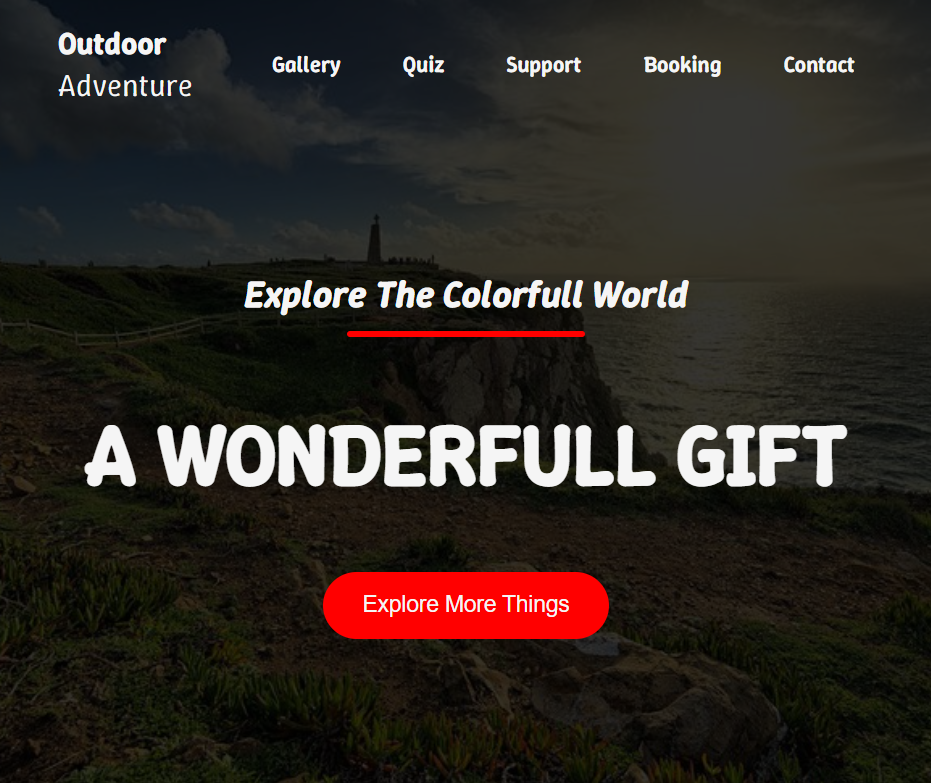 Outdoor
Adventure
Gallery Quiz Support Booking Contact
Explore The Colorfull World
A WONDERFULL GIFT
Explore More Things